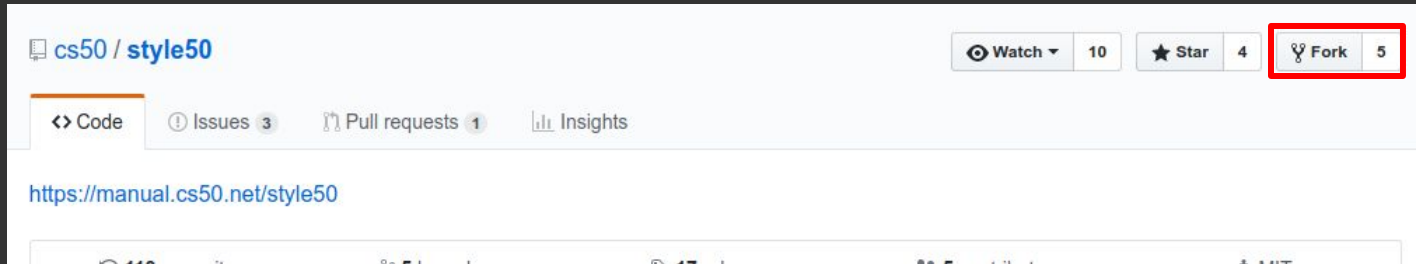 cs50 / style50
Watch 10 Star 4 Fork 5
Code Issues 3 Pull requests 1 Insights
https://manual.cs50.net/style50